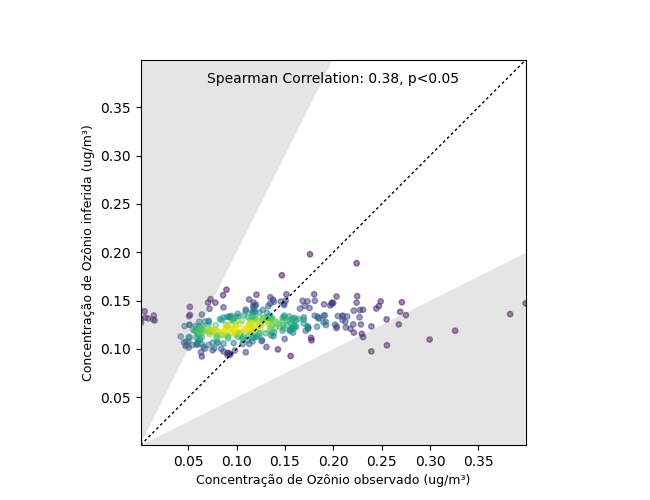 Spearman Correlation: 0.38, p<0.05
Concentração de Ozônio inferida (ug/m³)
0.35
0.30
0.25
0.20
0.15
0.10
0.05
0.05 0.10 0.15 0.20 0.25 0.30 0.35
Concentração de Ozônio observado (ug/m³)